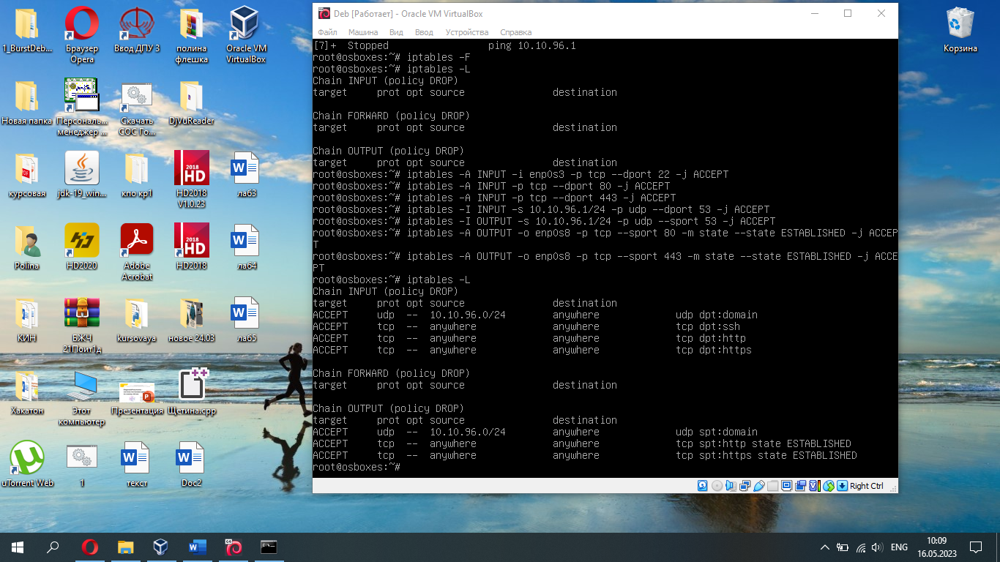 1_BurstDeb...
Браузер Opera
Ввод ДПУ 3
полина флешка
Oracle VM VirtualBox
Новая папка
Персональ... менеджер ...
Скачать СОС Го...
DjVuReader
курсовая
jdk-19_win...
кпо кр1
HD2018 V1.0.23
лаб3
Polina
HD2020
Adobe Acrobat
HD2018
лаб4
КИН
БЖЧ 21Поит1д
kursovaya
новое 24.03
лаб5
Хакатон
Этот компьютер
Презентация
Щетина.cpp
uTorrent Web
1
текст
Doc2
Корзина
Deb [Работает] - Oracle VM VirtualBox
Файл Машина Вид Ввод Устройства Справка
[7]+  Stopped                 ping 10.10.96.1
root@osboxes:~# iptables -F
root@osboxes:~# iptables -L
Chain INPUT (policy DROP)
target     prot opt source               destination
Chain FORWARD (policy DROP)
target     prot opt source               destination
Chain OUTPUT (policy DROP)
target     prot opt source               destination
root@osboxes:~# iptables -A INPUT -i enp0s3 -p tcp --dport 22 -j ACCEPT
root@osboxes:~# iptables -A INPUT -p tcp --dport 80 -j ACCEPT
root@osboxes:~# iptables -A INPUT -p tcp --dport 443 -j ACCEPT
root@osboxes:~# iptables -I INPUT -s 10.10.96.1/24 -p udp --dport 53 -j ACCEPT
root@osboxes:~# iptables -I OUTPUT -s 10.10.96.1/24 -p udp --sport 53 -j ACCEPT
root@osboxes:~# iptables -A OUTPUT -o enp0s8 -p tcp --sport 80 -m state --state ESTABLISHED -j ACCEP
T
root@osboxes:~# iptables -A OUTPUT -o enp0s8 -p tcp --sport 443 -m state --state ESTABLISHED -j ACCE
PT
root@osboxes:~# iptables -L
Chain INPUT (policy DROP)
target     prot opt source               destination
ACCEPT     udp  --  10.10.96.0/24        anywhere             udp dpt:domain
ACCEPT     tcp  --  anywhere             anywhere             tcp dpt:ssh
ACCEPT     tcp  --  anywhere             anywhere             tcp dpt:http
ACCEPT     tcp  --  anywhere             anywhere             tcp dpt:https
Chain FORWARD (policy DROP)
target     prot opt source               destination
Chain OUTPUT (policy DROP)
target     prot opt source               destination
ACCEPT     udp  --  10.10.96.0/24        anywhere             udp spt:domain
ACCEPT     tcp  --  anywhere             anywhere             tcp spt:http state ESTABLISHED
ACCEPT     tcp  --  anywhere             anywhere             tcp spt:https state ESTABLISHED
root@osboxes:~#
Right Ctrl
ENG
10:09
16.05.2023